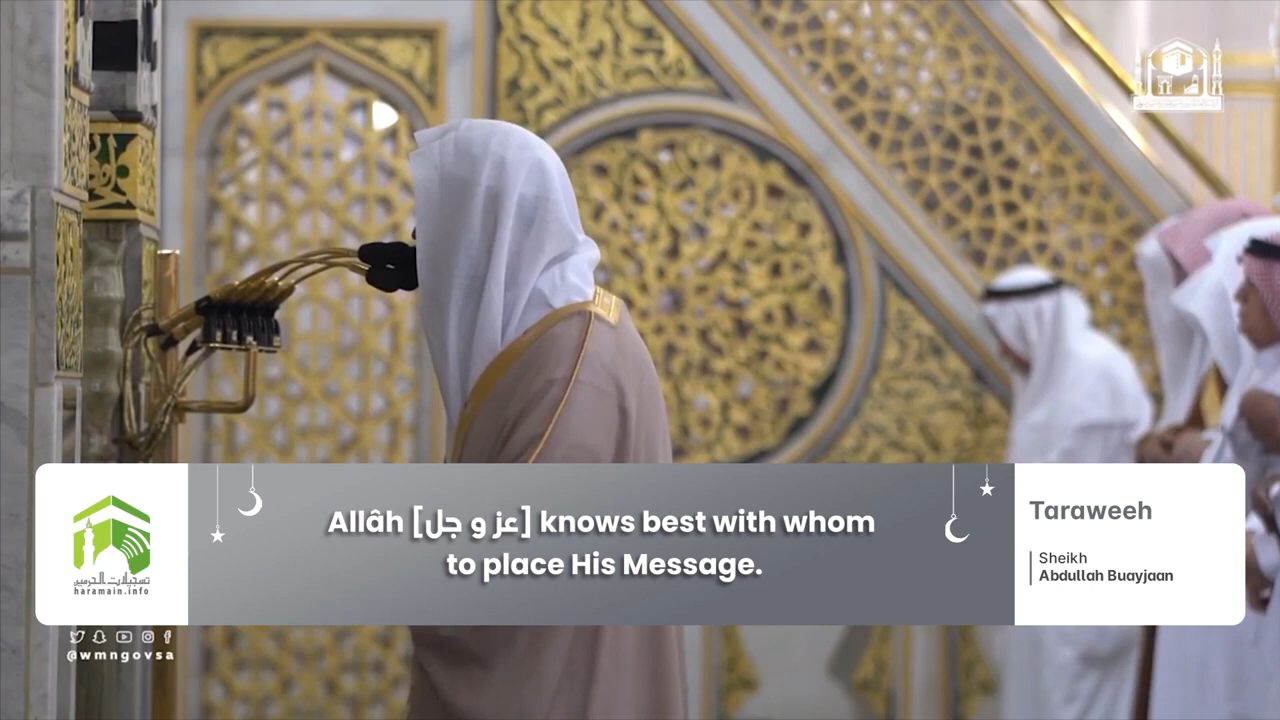 Allâh [عز و جل] knows best with whom
to place His Message.
Taraweeh
Sheikh
Abdullah Buayjaan
تسجيلات الحرمين
haramain.info
@wmngovsa